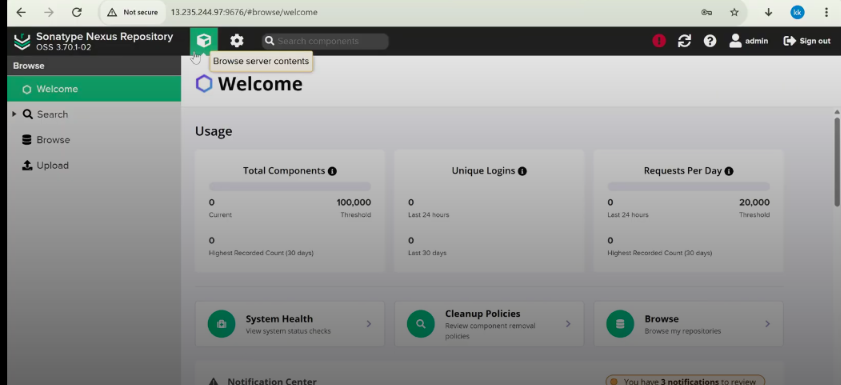 Not secure 13.235.244.97:9676/#browse/welcome
kk
Sonatype Nexus Repository
OSS 3.70.1-02
Search components
admin
Sign out
Browse server contents
Browse
Welcome
Search
Browse
Upload
Welcome
Usage
Total Components
0 100,000
Current Threshold
0
Highest Recorded Count (30 days)
Unique Logins
0
Last 24 hours
0
Last 30 days
Requests Per Day
0 20,000
Last 24 hours Threshold
0
Highest Recorded Count (30 days)
System Health
View system status checks
Cleanup Policies
Review component removal
policies
Browse
Browse my repositories
Notification Center
You have 3 notifications to review